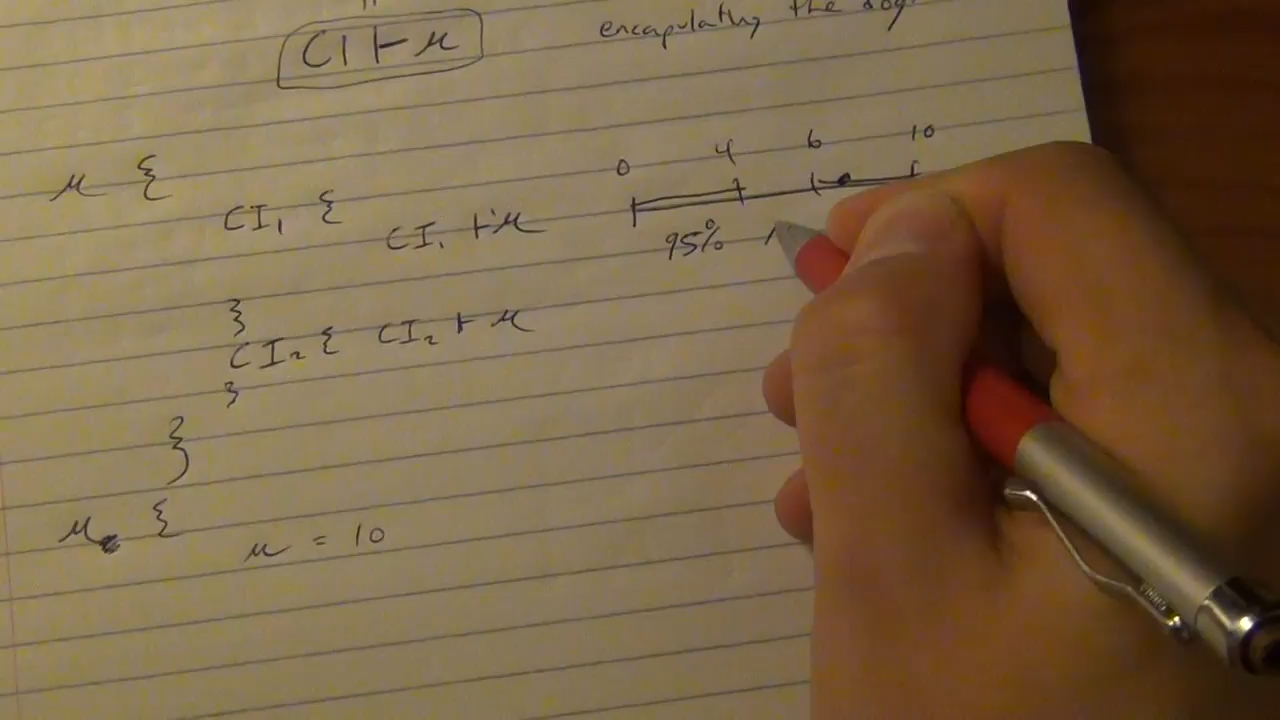 CI ⊢ μ
encapulating the
μ {
0 4 6 10
CI₁ {
CI₁ ⊢ μ
95%
}
CI₂ { CI₂ ⊢ μ
}
}
μ {
μ = 10